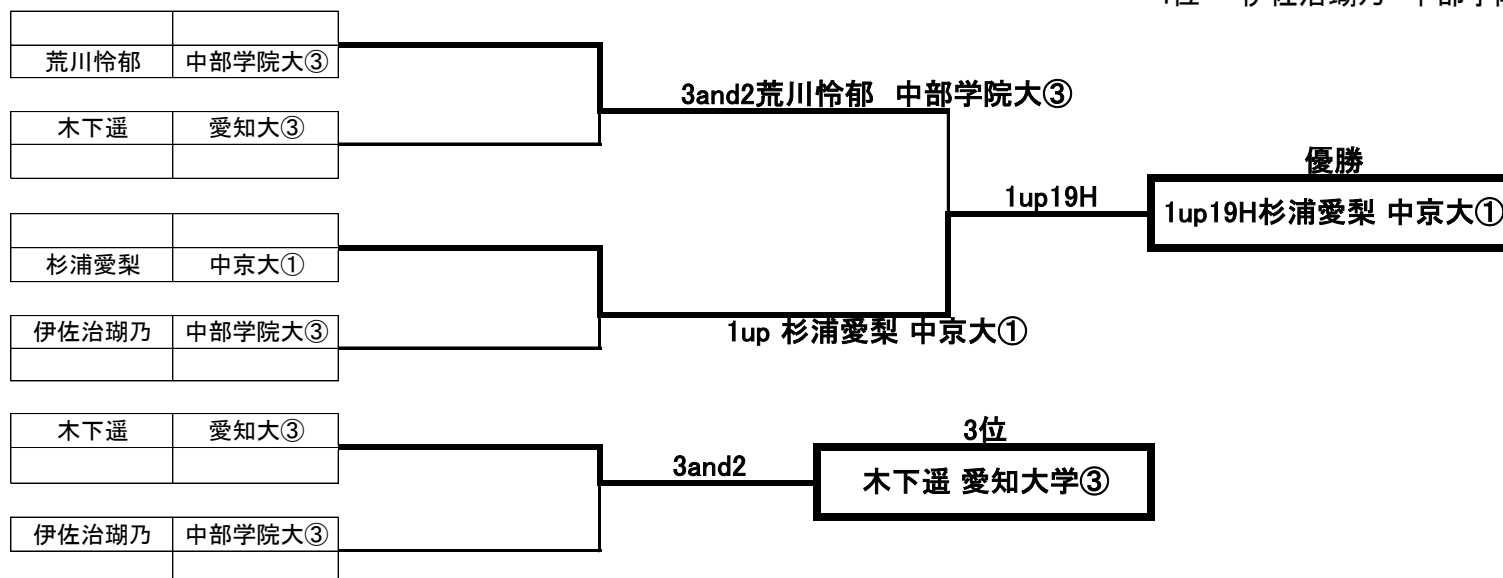 伊佐治瑚乃
荒川怜郁 中部学院大③
3and2荒川怜郁 中部学院大③
木下遥 愛知大③
優勝
1up19H
1up19H杉浦愛梨 中京大①
杉浦愛梨 中京大①
伊佐治瑚乃 中部学院大③
1up 杉浦愛梨 中京大①
木下遥 愛知大③
3位
3and2
木下遥 愛知大学③
伊佐治瑚乃 中部学院大③